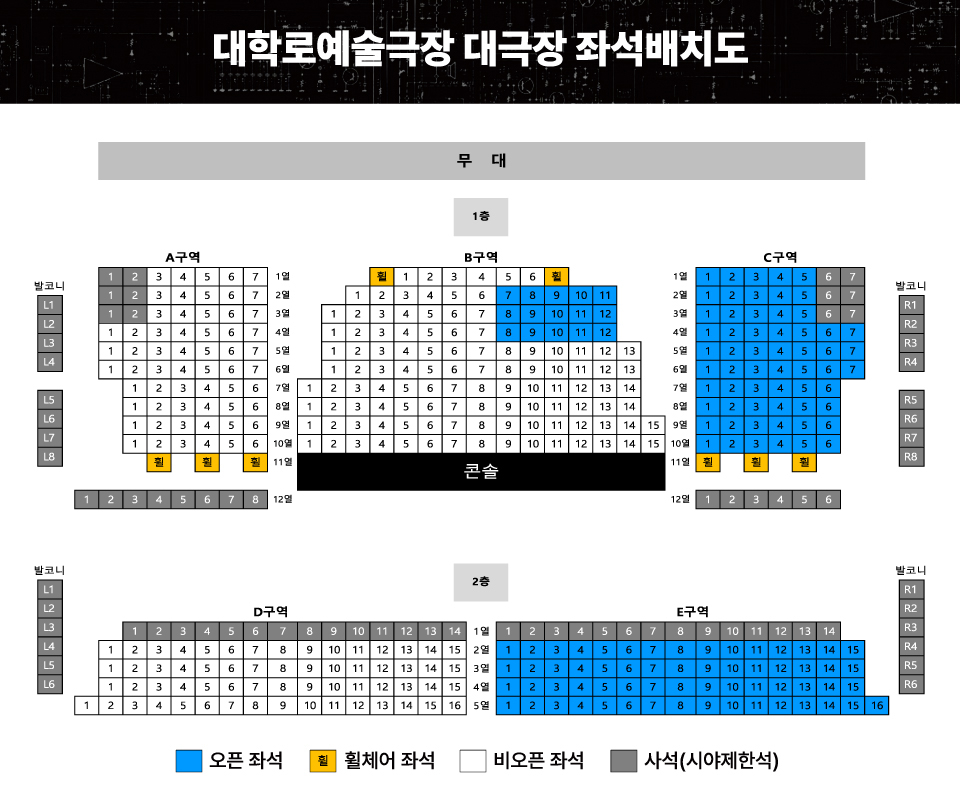 대학로예술극장 대극장 좌석배치도
무 대
1층
A구역 B구역 C구역
1 2 3 4 5 6 7 1열 휠 1 2 3 4 5 6 휠 1열 1 2 3 4 5 6 7
발코니 발코니
1 2 3 4 5 6 7 2열 1 2 3 4 5 6 7 8 9 10 11 2열 1 2 3 4 5 6 7
L1 R1
1 2 3 4 5 6 7 3열 1 2 3 4 5 6 7 8 9 10 11 12 3열 1 2 3 4 5 6 7
L2 R2
1 2 3 4 5 6 7 4열 1 2 3 4 5 6 7 8 9 10 11 12 4열 1 2 3 4 5 6 7
L3 R3
1 2 3 4 5 6 7 5열 1 2 3 4 5 6 7 8 9 10 11 12 13 5열 1 2 3 4 5 6 7
L4 R4
1 2 3 4 5 6 7 6열 1 2 3 4 5 6 7 8 9 10 11 12 13 6열 1 2 3 4 5 6 7
1 2 3 4 5 6 7열 1 2 3 4 5 6 7 8 9 10 11 12 13 14 7열 1 2 3 4 5 6
L5 R5
1 2 3 4 5 6 8열 1 2 3 4 5 6 7 8 9 10 11 12 13 14 8열 1 2 3 4 5 6
L6 R6
1 2 3 4 5 6 9열 1 2 3 4 5 6 7 8 9 10 11 12 13 14 15 9열 1 2 3 4 5 6
L7 R7
1 2 3 4 5 6 10열 1 2 3 4 5 6 7 8 9 10 11 12 13 14 15 10열 1 2 3 4 5 6
L8 R8
휠 휠 휠 11열 콘솔 11열 휠 휠 휠
1 2 3 4 5 6 7 8 12열 12열 1 2 3 4 5 6
발코니 2층 발코니
L1 R1
L2 D구역 E구역 R2
L3 1 2 3 4 5 6 7 8 9 10 11 12 13 14 1열 1 2 3 4 5 6 7 8 9 10 11 12 13 14 R3
L4 1 2 3 4 5 6 7 8 9 10 11 12 13 14 15 2열 1 2 3 4 5 6 7 8 9 10 11 12 13 14 15 R4
L5 1 2 3 4 5 6 7 8 9 10 11 12 13 14 15 3열 1 2 3 4 5 6 7 8 9 10 11 12 13 14 15 R5
L6 1 2 3 4 5 6 7 8 9 10 11 12 13 14 15 4열 1 2 3 4 5 6 7 8 9 10 11 12 13 14 15 R6
1 2 3 4 5 6 7 8 9 10 11 12 13 14 15 16 5열 1 2 3 4 5 6 7 8 9 10 11 12 13 14 15 16
오픈 좌석 휠 휠체어 좌석 비오픈 좌석 사석(시야제한석)